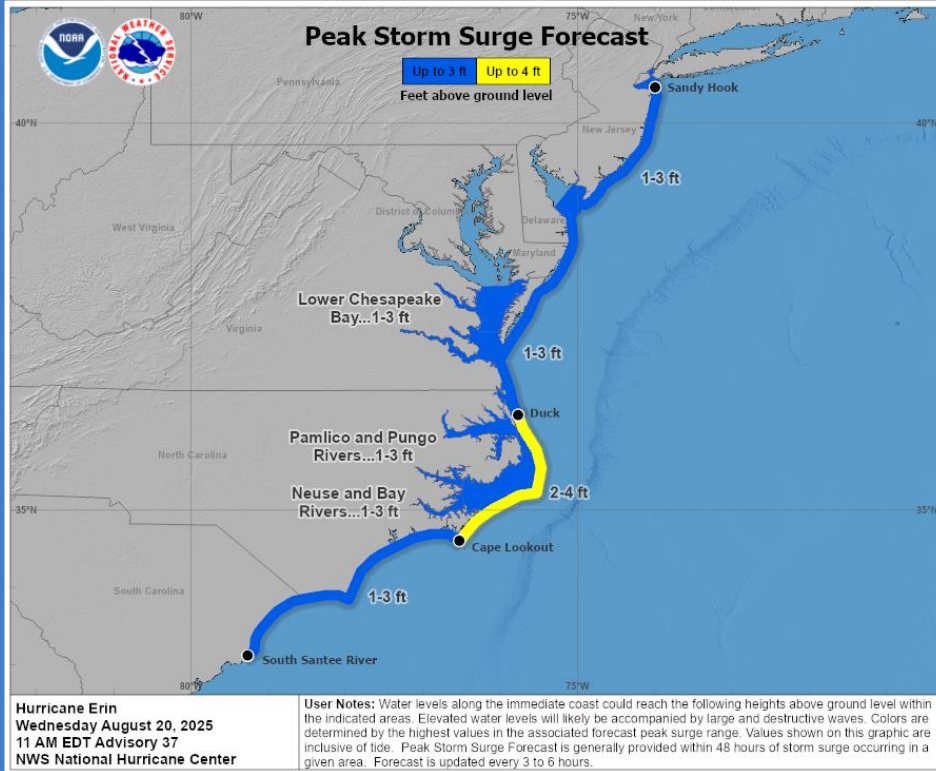 80°W
75°W
New York
NOAA
NATIONAL WEATHER SERVICE
Peak Storm Surge Forecast
Up to 3 ft
Up to 4 ft
Feet above ground level
Pennsylvania
Sandy Hook
40°N
40°N
New Jersey
1-3 ft
District of Columbia
Delaware
West Virginia
Maryland
Lower Chesapeake
Bay...1-3 ft
Virginia
1-3 ft
Duck
Pamlico and Pungo
Rivers...1-3 ft
North Carolina
Neuse and Bay
Rivers...1-3 ft
2-4 ft
35°N
35°N
Cape Lookout
South Carolina
1-3 ft
South Santee River
80°W
75°W
Hurricane Erin
Wednesday August 20, 2025
11 AM EDT Advisory 37
NWS National Hurricane Center
User Notes: Water levels along the immediate coast could reach the following heights above ground level within
the indicated areas. Elevated water levels will likely be accompanied by large and destructive waves. Colors are
determined by the highest values in the associated forecast peak surge range. Values shown on this graphic are
inclusive of tide. Peak Storm Surge Forecast is generally provided within 48 hours of storm surge occurring in a
given area. Forecast is updated every 3 to 6 hours.